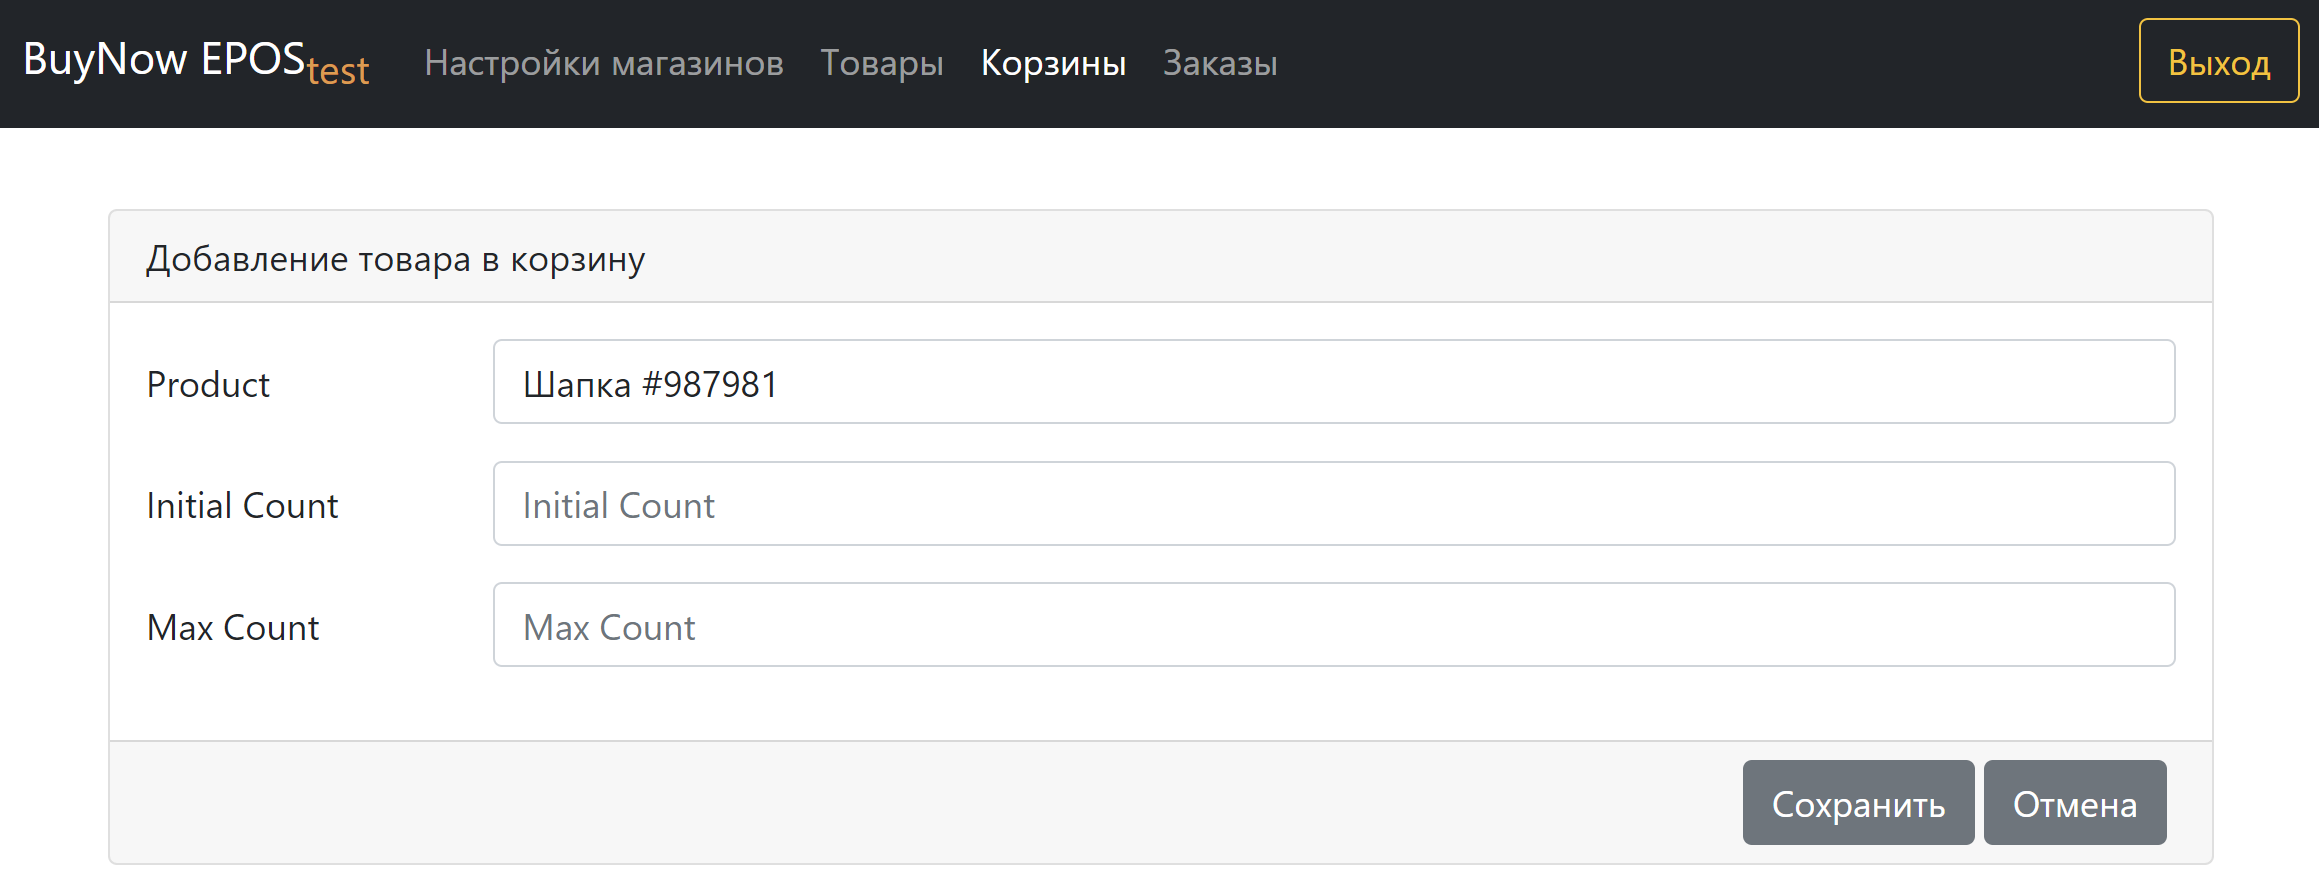 BuyNow EPOS test Настройки магазинов Товары Корзины Заказы Выход
Добавление товара в корзину
Product Шапка #987981
Initial Count Initial Count
Max Count Max Count
Сохранить Отмена